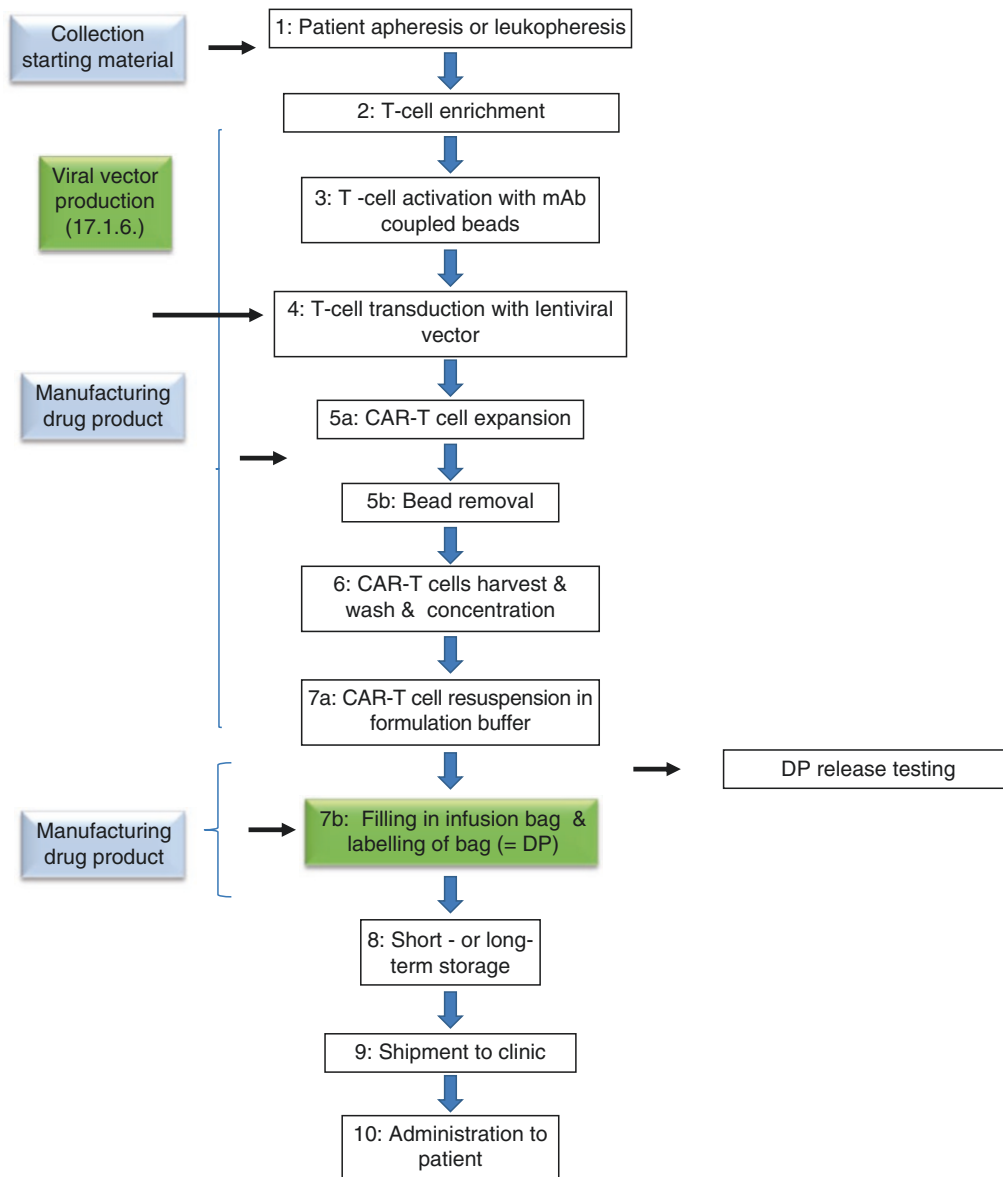 Collection
starting material
1: Patient apheresis or leukopheresis
2: T-cell enrichment
Viral vector
production
(17.1.6.)
3: T -cell activation with mAb
coupled beads
4: T-cell transduction with lentiviral
vector
Manufacturing
drug product
5a: CAR-T cell expansion
5b: Bead removal
6: CAR-T cells harvest &
wash & concentration
7a: CAR-T cell resuspension in
formulation buffer
DP release testing
Manufacturing
drug product
7b: Filling in infusion bag &
labelling of bag (= DP)
8: Short - or long-
term storage
9: Shipment to clinic
10: Administration to
patient